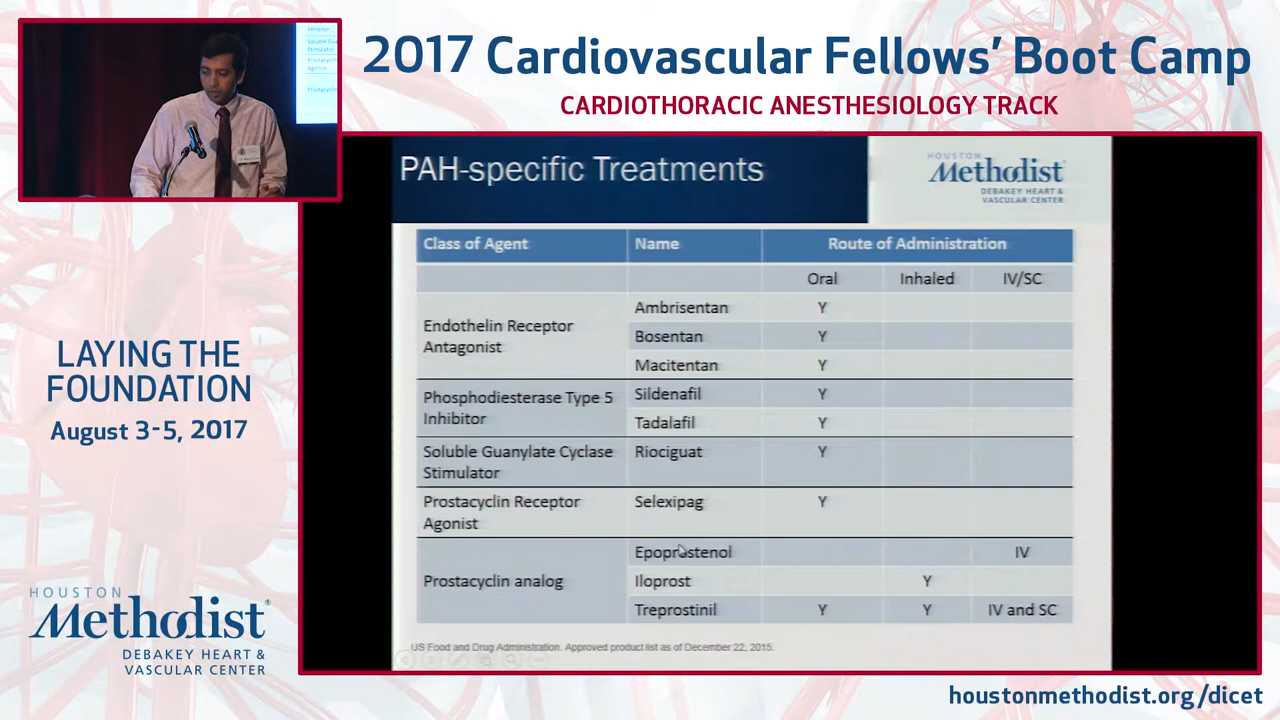 2017 Cardiovascular Fellows' Boot Camp
CARDIOTHORACIC ANESTHESIOLOGY TRACK
LAYING THE
FOUNDATION
August 3-5, 2017
HOUSTON
Methodist®
DEBAKEY HEART &
VASCULAR CENTER
PAH-specific Treatments
HOUSTON
Methodist
DEBAKEY HEART &
VASCULAR CENTER
Class of Agent Name Route of Administration
Oral Inhaled IV/SC
Endothelin Receptor
Antagonist
Ambrisentan Y
Bosentan Y
Macitentan Y
Phosphodiesterase Type 5
Inhibitor
Sildenafil Y
Tadalafil Y
Soluble Guanylate Cyclase
Stimulator
Riociguat Y
Prostacyclin Receptor
Agonist
Selexipag Y
Prostacyclin analog
Epoprostenol IV
Iloprost Y
Treprostinil Y Y IV and SC
US Food and Drug Administration. Approved product list as of December 22, 2015.
houstonmethodist.org/dicet